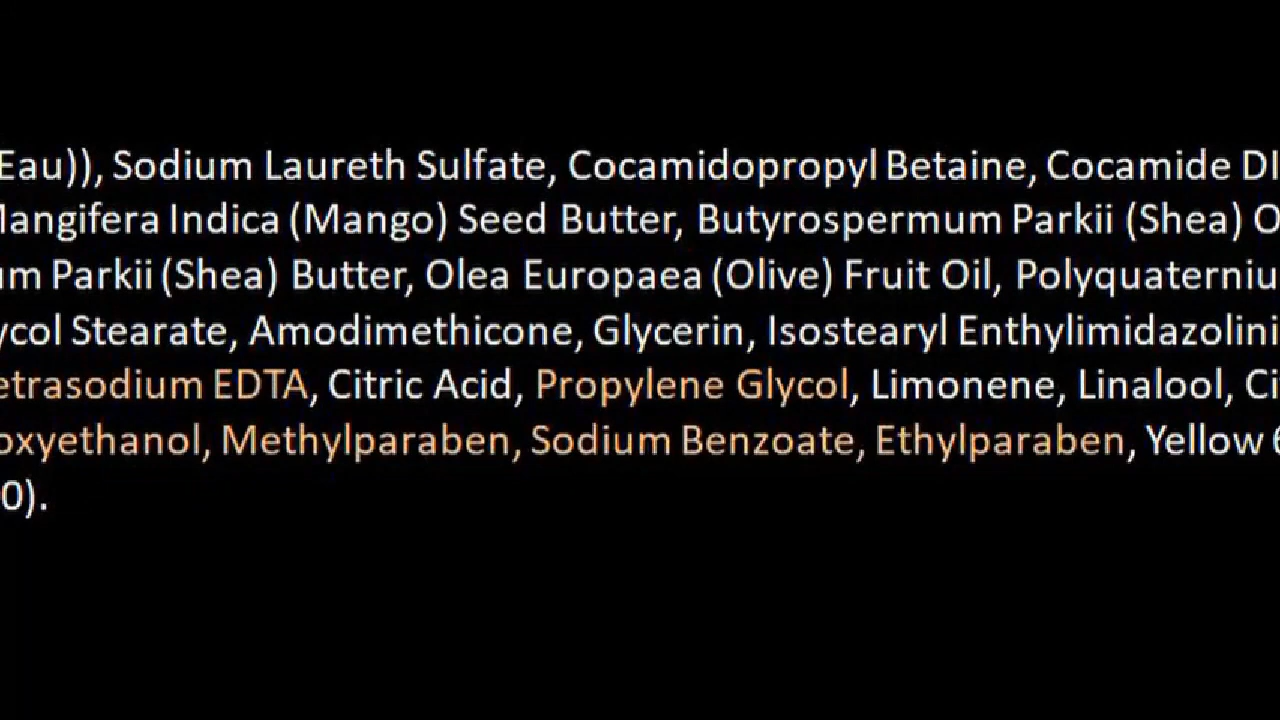 Eau)), Sodium Laureth Sulfate, Cocamidopropyl Betaine, Cocamide DI
Mangifera Indica (Mango) Seed Butter, Butyrospermum Parkii (Shea) O
um Parkii (Shea) Butter, Olea Europaea (Olive) Fruit Oil, Polyquaterniu
ycol Stearate, Amodimethicone, Glycerin, Isostearyl Enthylimidazolini
etrasodium EDTA, Citric Acid, Propylene Glycol, Limonene, Linalool, Ci
oxyethanol, Methylparaben, Sodium Benzoate, Ethylparaben, Yellow 6
0).